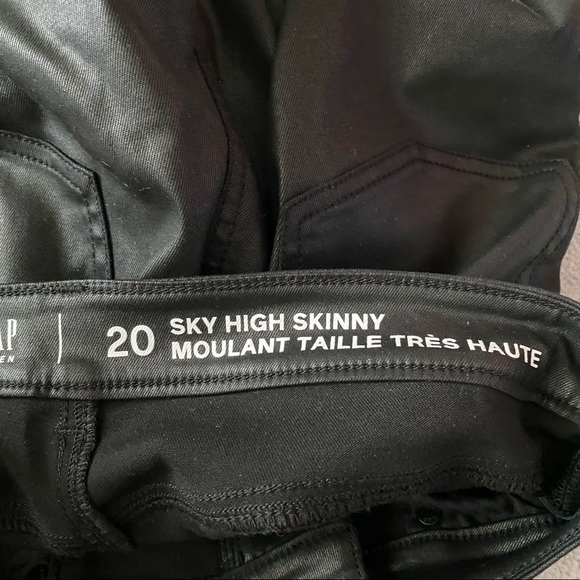 20 SKY HIGH SKINNY
MOULANT TAILLE TRÈS HAUTE